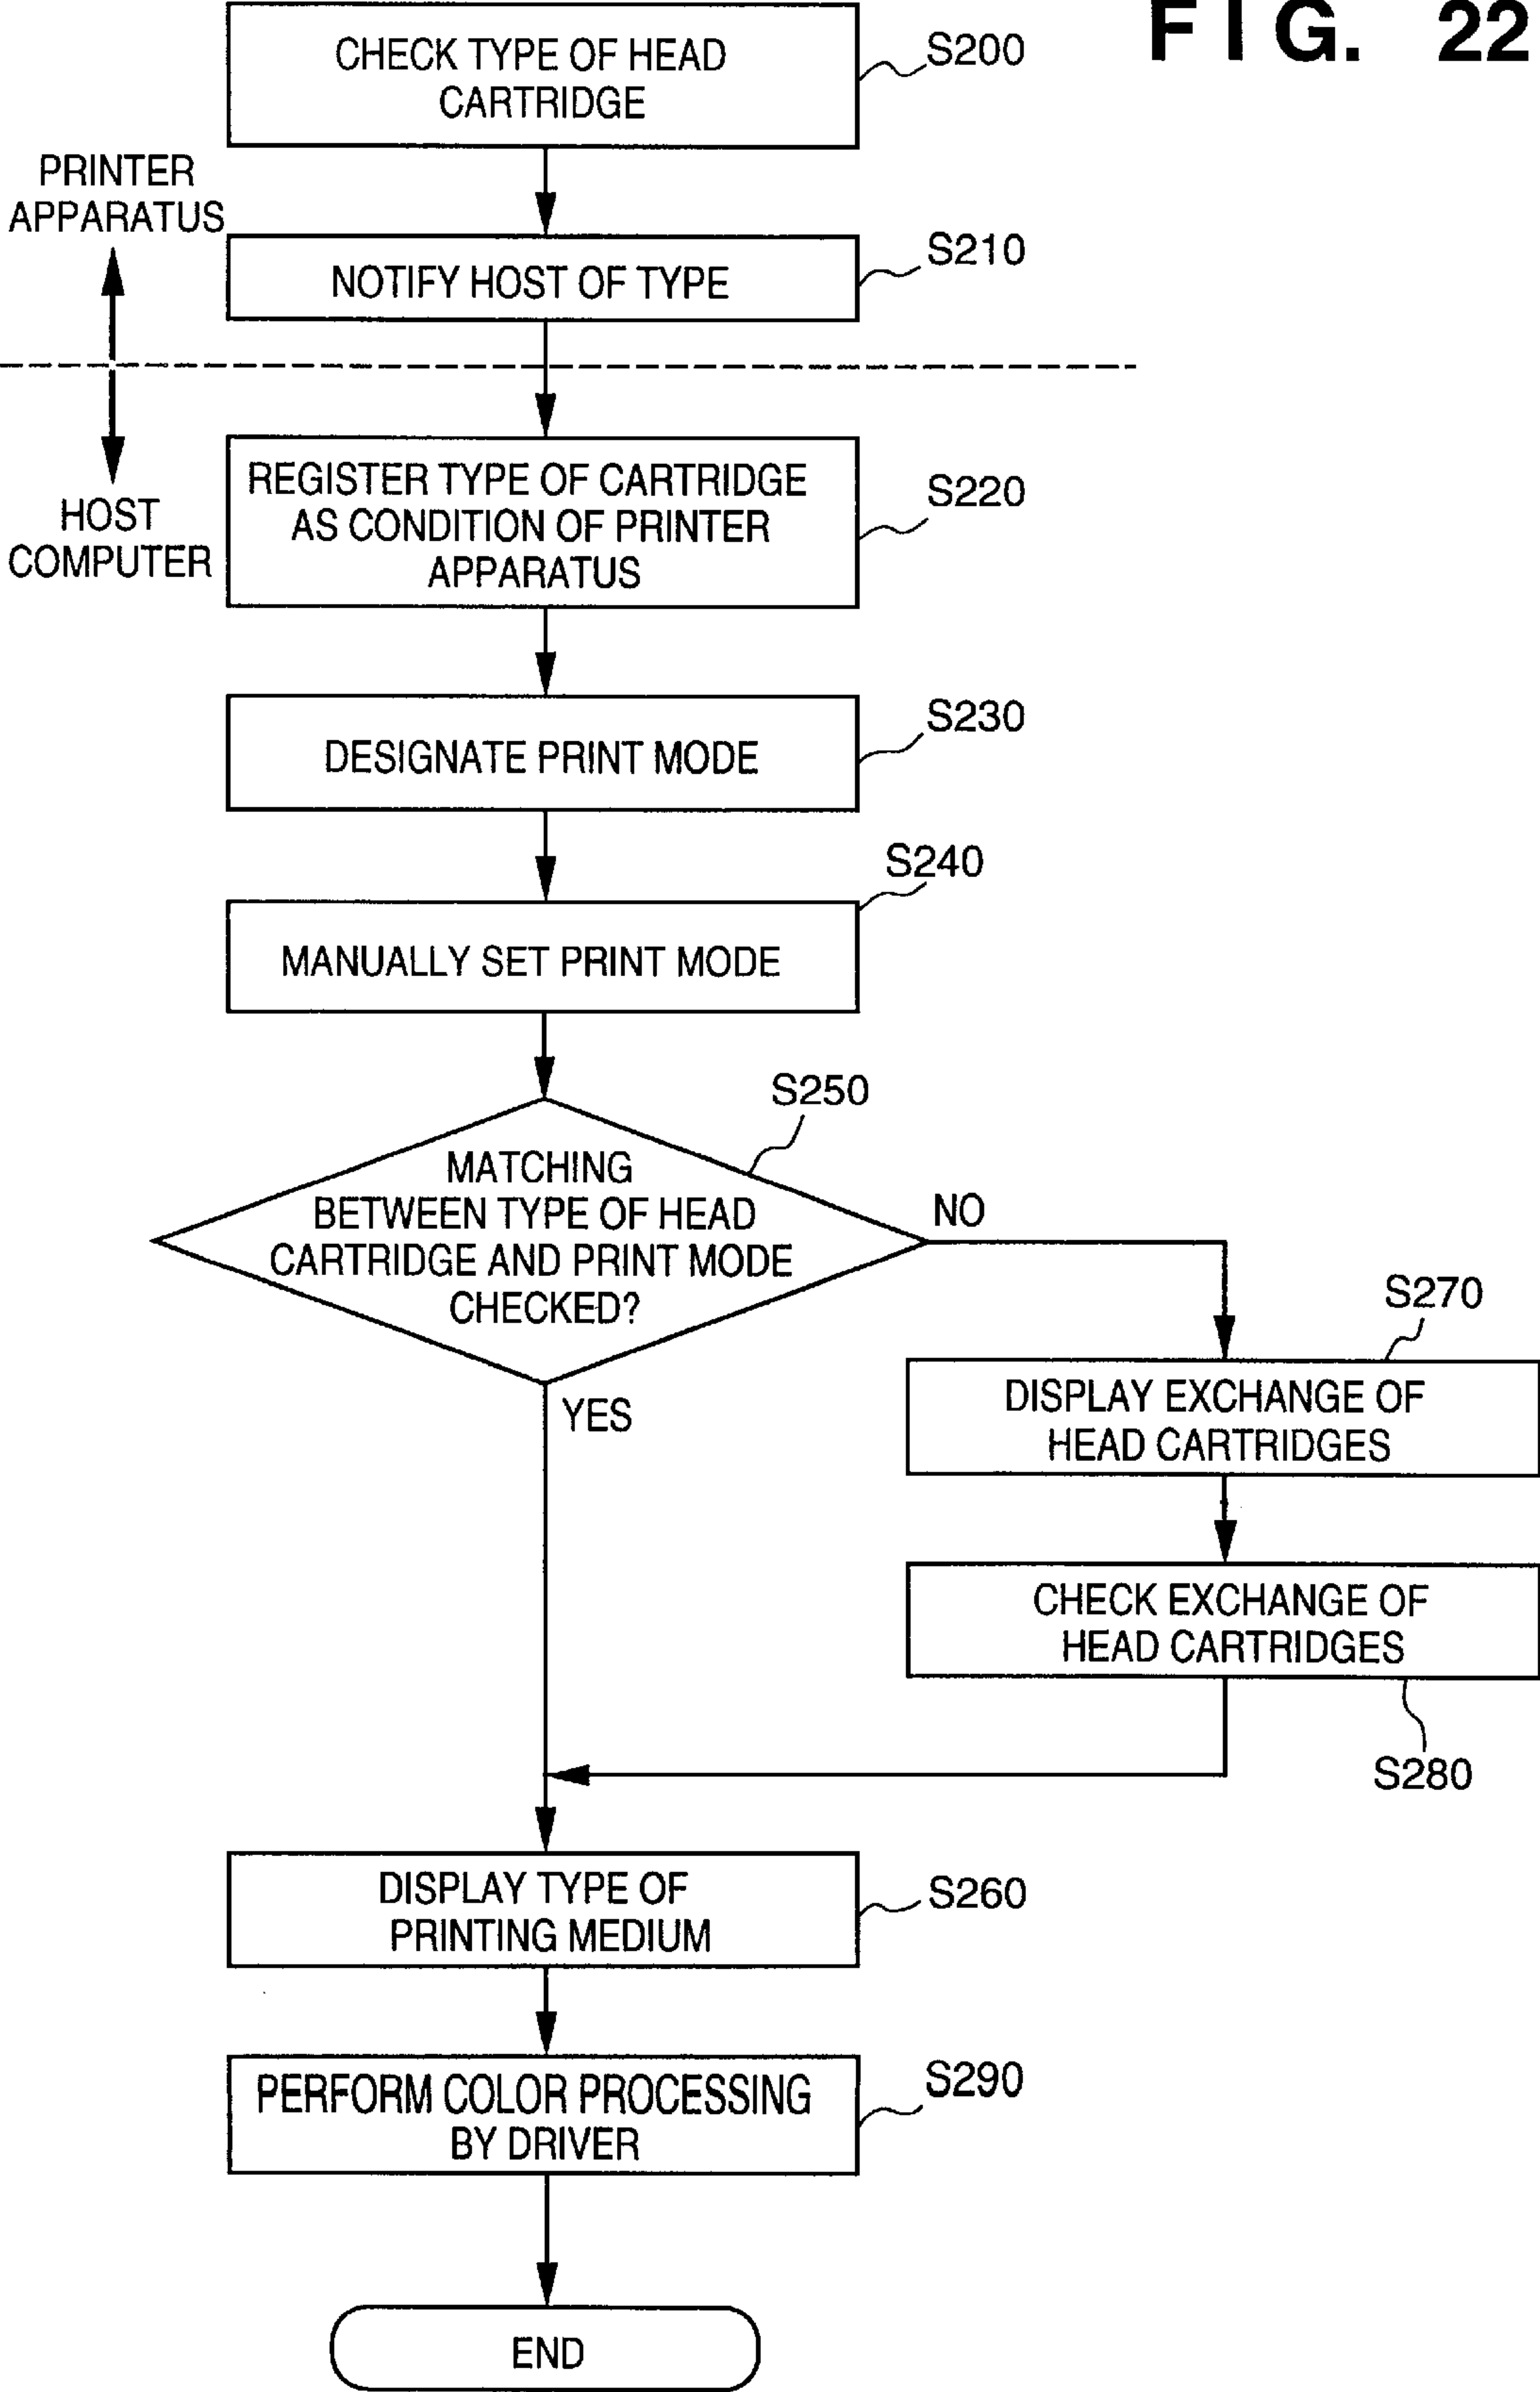 FIG. 22
CHECK TYPE OF HEAD
CARTRIDGE
S200
PRINTER
APPARATUS
NOTIFY HOST OF TYPE
S210
HOST
COMPUTER
REGISTER TYPE OF CARTRIDGE
AS CONDITION OF PRINTER
APPARATUS
S220
DESIGNATE PRINT MODE
S230
MANUALLY SET PRINT MODE
S240
MATCHING
BETWEEN TYPE OF HEAD
CARTRIDGE AND PRINT MODE
CHECKED?
S250
NO
YES
DISPLAY EXCHANGE OF
HEAD CARTRIDGES
S270
CHECK EXCHANGE OF
HEAD CARTRIDGES
S280
DISPLAY TYPE OF
PRINTING MEDIUM
S260
PERFORM COLOR PROCESSING
BY DRIVER
S290
END